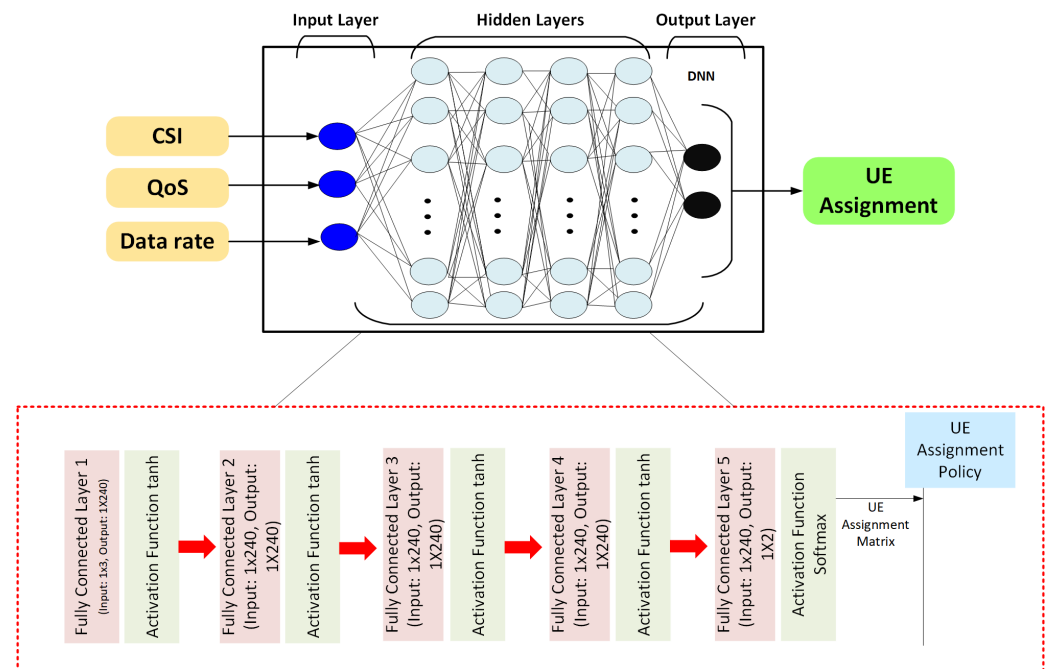 Input Layer
Hidden Layers
Output Layer
DNN
CSI
QoS
Data rate
UE
Assignment
Fully Connected Layer 1
(Input: 1x3, Output: 1X240)
Activation Function tanh
Fully Connected Layer 2
(Input: 1x240, Output:
1X240)
Activation Function tanh
Fully Connected Layer 3
(Input: 1x240, Output:
1X240)
Activation Function tanh
Fully Connected Layer 4
(Input: 1x240, Output:
1X240)
Activation Function tanh
Fully Connected Layer 5
(Input: 1x240, Output:
1X2)
Activation Function
Softmax
UE
Assignment
Matrix
UE
Assignment
Policy